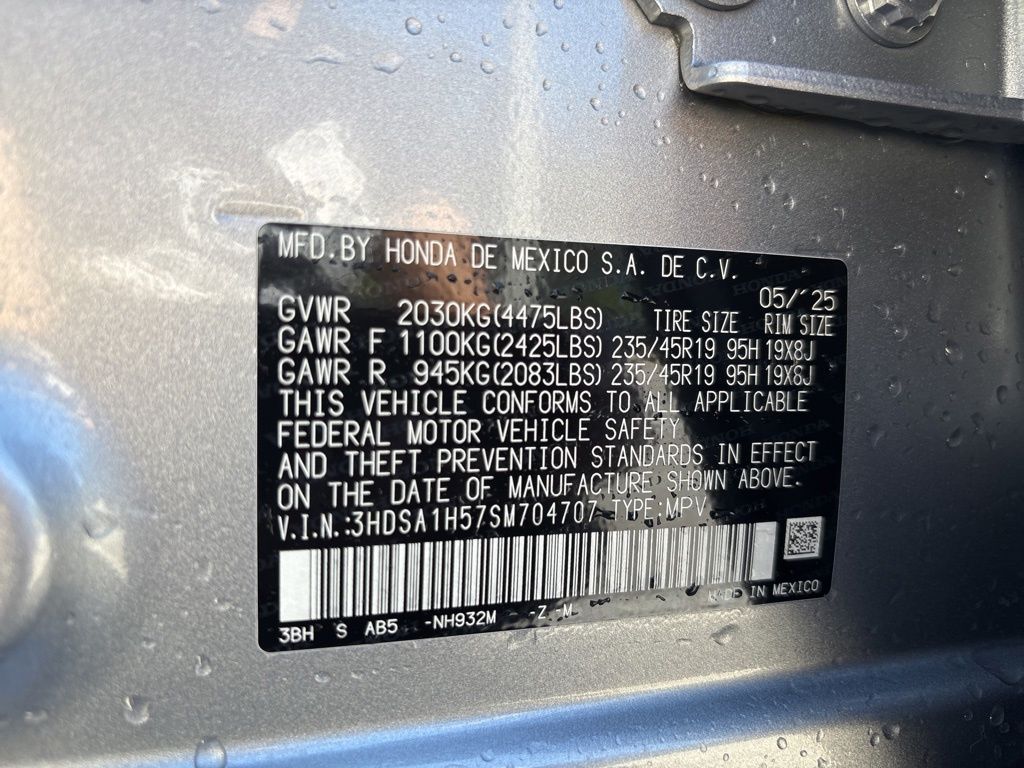 MFD.BY HONDA DE MEXICO S.A. DE C.V.
05/'25
GVWR 2030KG(4475LBS) TIRE SIZE RIM SIZE
GAWR F 1100KG(2425LBS) 235/45R19 95H 19X8J
GAWR R 945KG(2083LBS) 235/45R19 95H 19X8J
THIS VEHICLE CONFORMS TO ALL APPLICABLE
FEDERAL MOTOR VEHICLE SAFETY
AND THEFT PREVENTION STANDARDS IN EFFECT
ON THE DATE OF MANUFACTURE SHOWN ABOVE.
V.I.N.:3HDSA1H57SM704707 TYPE:MPV
MADE IN MEXICO
3BH S AB5 -NH932M -Z -M